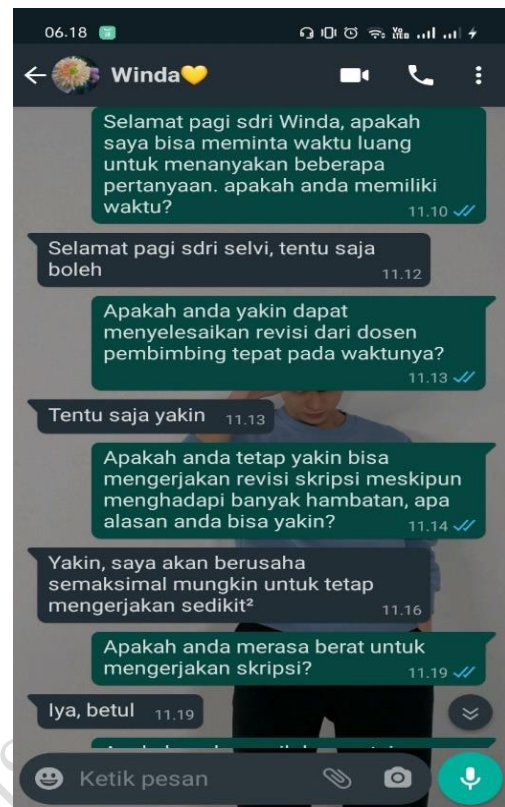 06.18
Winda💛
Selamat pagi sdri Winda, apakah
saya bisa meminta waktu luang
untuk menanyakan beberapa
pertanyaan. apakah anda memiliki
waktu?
11.10
Selamat pagi sdri selvi, tentu saja
boleh
11.12
Apakah anda yakin dapat
menyelesaikan revisi dari dosen
pembimbing tepat pada waktunya?
11.13
Tentu saja yakin 11.13
Apakah anda tetap yakin bisa
mengerjakan revisi skripsi meskipun
menghadapi banyak hambatan, apa
alasan anda bisa yakin?
11.14
Yakin, saya akan berusaha
semaksimal mungkin untuk tetap
mengerjakan sedikit²
11.16
Apakah anda merasa berat untuk
mengerjakan skripsi?
11.19
Iya, betul 11.19
Ketik pesan